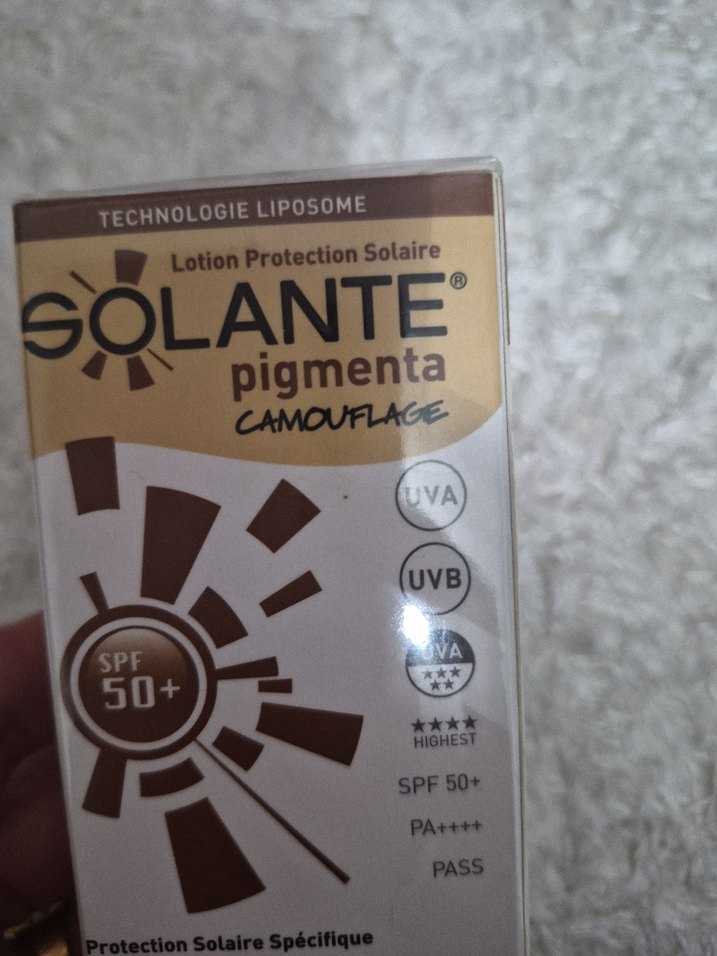 TECHNOLOGIE LIPOSOME
Lotion Protection Solaire
SOLANTE®
pigmenta
CAMOUFLAGE
UVA
UVB
UVA
HIGHEST
SPF
50+
SPF 50+
PA++++
PASS
Protection Solaire Spécifique